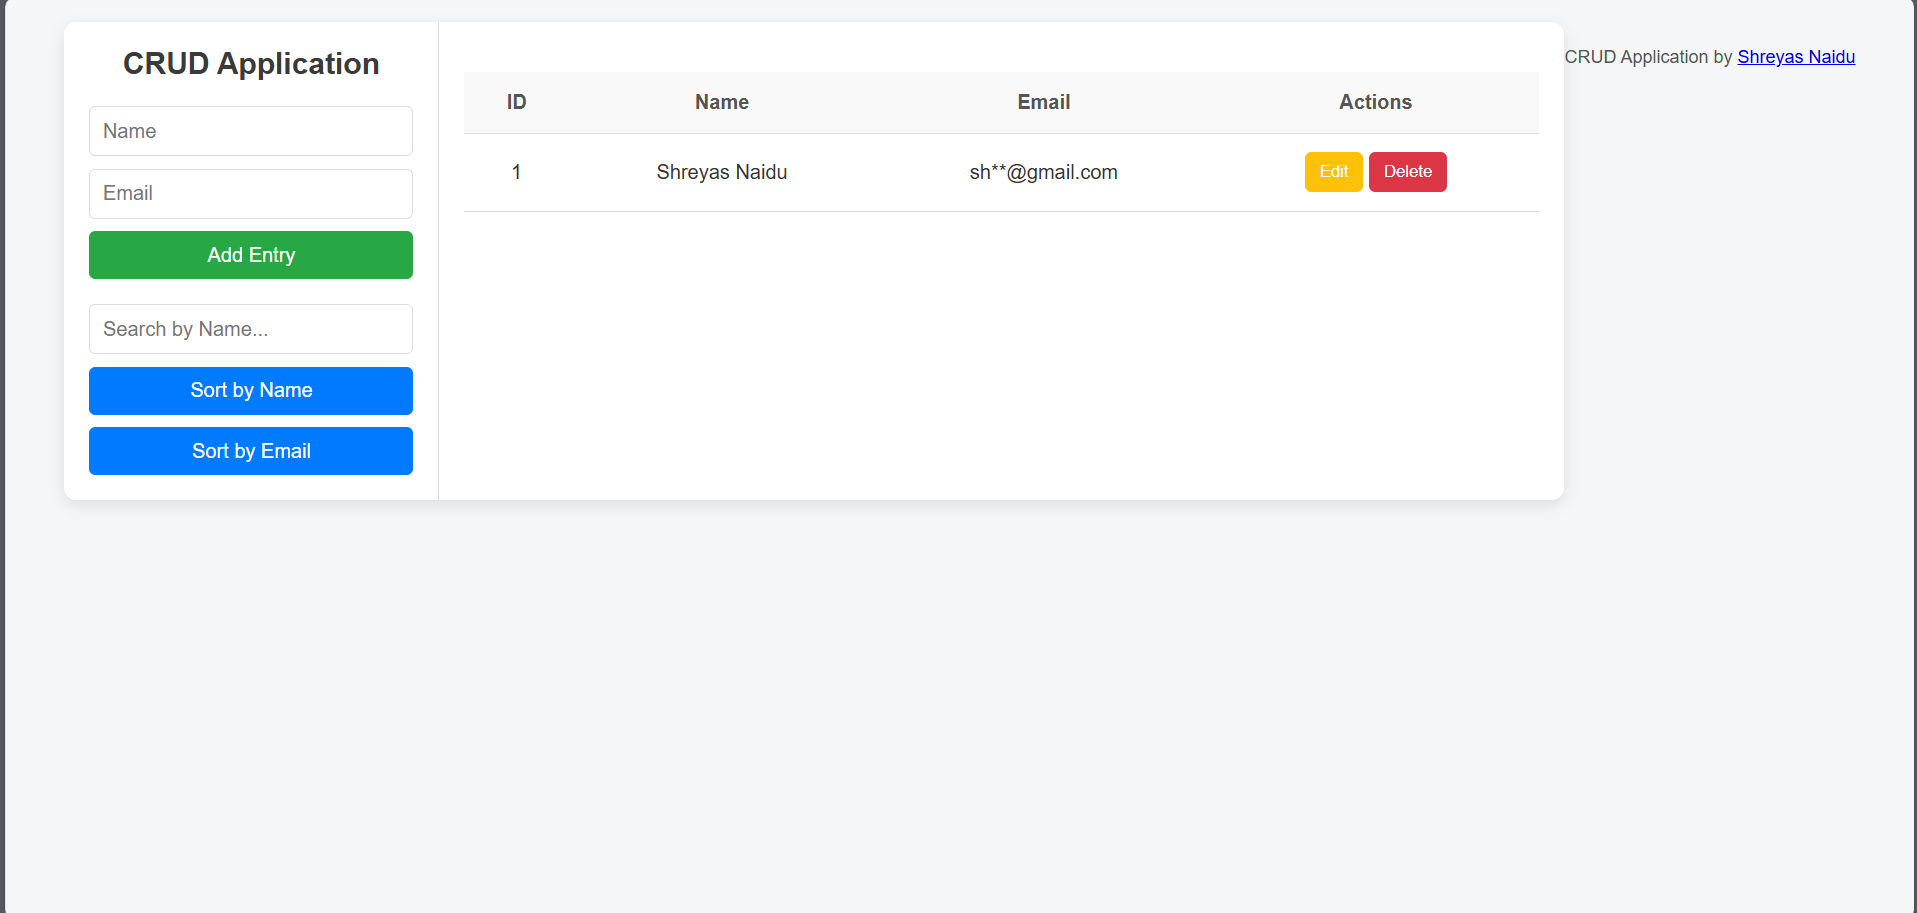 CRUD Application
Name
Email
Add Entry
Search by Name...
Sort by Name
Sort by Email
ID Name Email Actions
1 Shreyas Naidu sh**@gmail.com Edit Delete
CRUD Application by Shreyas Naidu